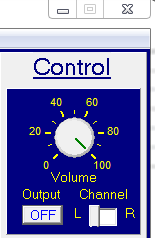 Control
40 60
20 80
0 100
Volume
Output Channel
OFF L R